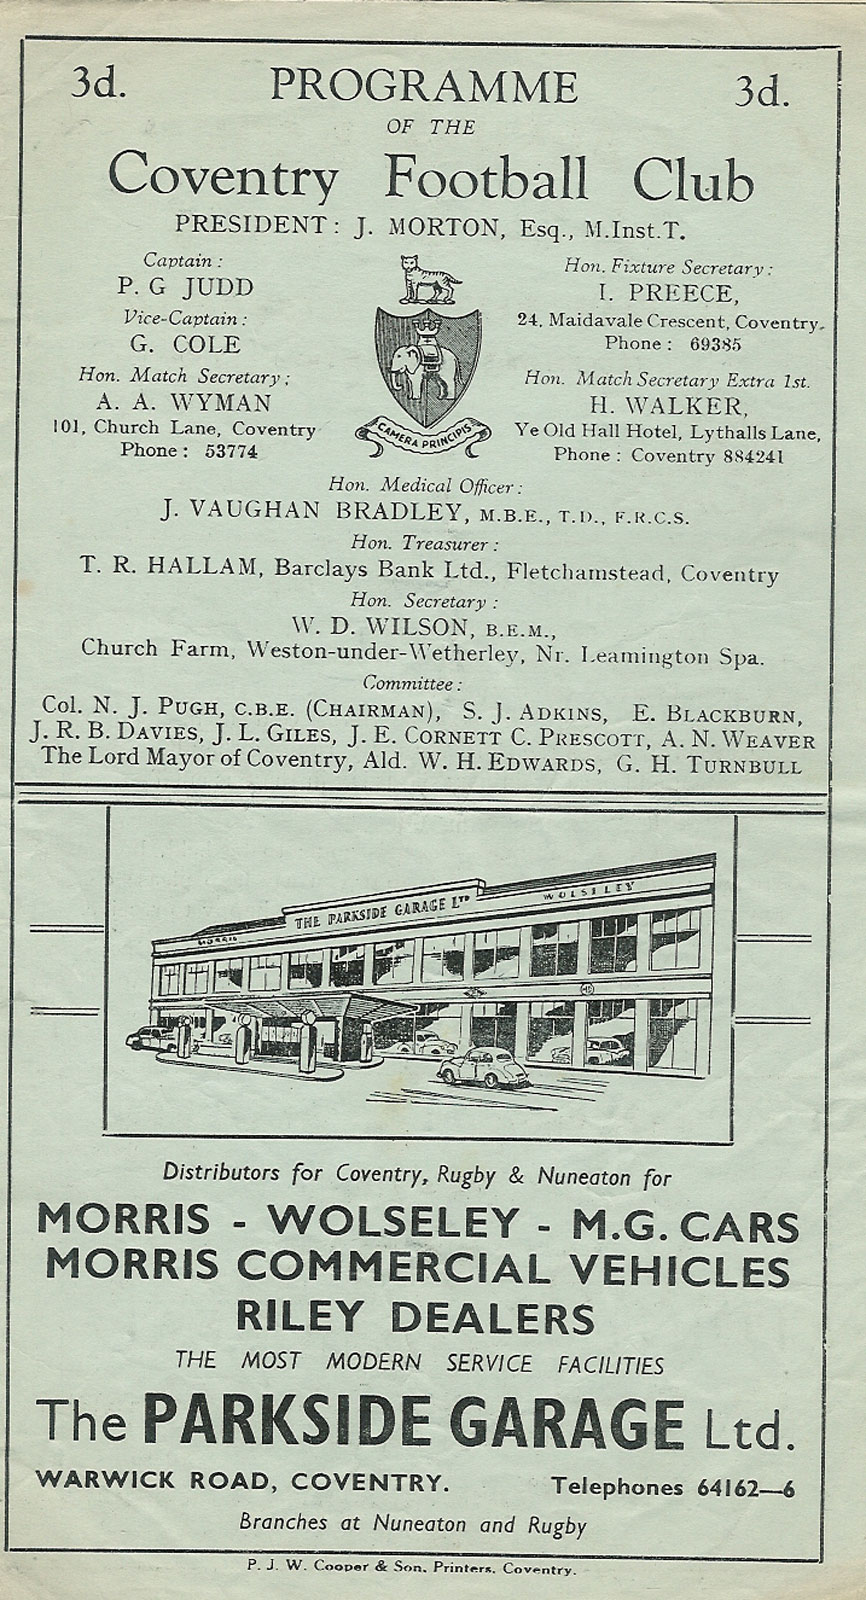 3d. PROGRAMME 3d.
OF THE
Coventry Football Club
PRESIDENT: J. MORTON, Esq., M.Inst.T.
Captain:
P. G JUDD
Vice-Captain:
G. COLE
Hon. Match Secretary:
A. A. WYMAN
101, Church Lane, Coventry
Phone: 53774
CAMERA PRINCIPIS
Hon. Fixture Secretary:
I. PREECE,
24, Maidavale Crescent, Coventry.
Phone: 69385
Hon. Match Secretary Extra 1st.
H. WALKER,
Ye Old Hall Hotel, Lythalls Lane,
Phone: Coventry 884241
Hon. Medical Officer:
J. VAUGHAN BRADLEY, M.B.E., T.D., F.R.C.S.
Hon. Treasurer:
T. R. HALLAM, Barclays Bank Ltd., Fletchamstead, Coventry
Hon. Secretary:
W. D. WILSON, B.E.M.,
Church Farm, Weston-under-Wetherley, Nr. Leamington Spa.
Committee:
Col. N. J. PUGH, C.B.E. (CHAIRMAN), S. J. ADKINS, E. BLACKBURN,
J. R. B. DAVIES, J. L. GILES, J. E. CORNETT C. PRESCOTT, A. N. WEAVER
The Lord Mayor of Coventry, Ald. W. H. EDWARDS, G. H. TURNBULL
MORRIS THE PARKSIDE GARAGE LTD WOLSELEY
Distributors for Coventry, Rugby & Nuneaton for
MORRIS - WOLSELEY - M.G. CARS
MORRIS COMMERCIAL VEHICLES
RILEY DEALERS
THE MOST MODERN SERVICE FACILITIES
The PARKSIDE GARAGE Ltd.
WARWICK ROAD, COVENTRY. Telephones 64162—6
Branches at Nuneaton and Rugby
P. J. W. Cooper & Son, Printers, Coventry.